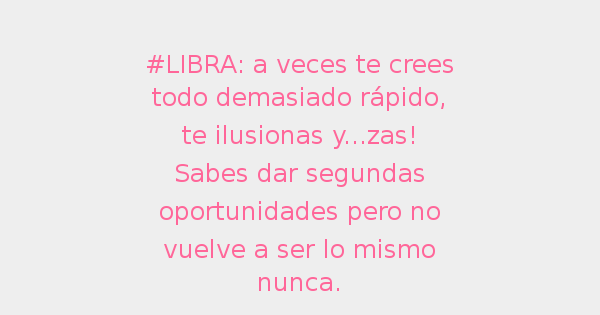 #LIBRA: a veces te crees
todo demasiado rápido,
te ilusionas y...zas!
Sabes dar segundas
oportunidades pero no
vuelve a ser lo mismo
nunca.